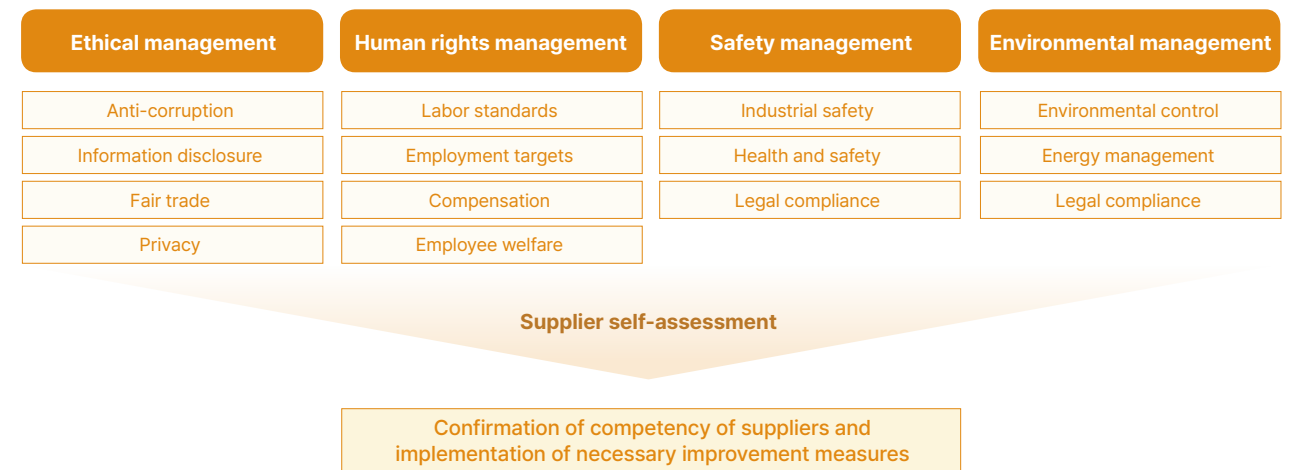 Ethical management
Human rights management
Safety management
Environmental management
Anti-corruption
Labor standards
Industrial safety
Environmental control
Information disclosure
Employment targets
Health and safety
Energy management
Fair trade
Compensation
Legal compliance
Legal compliance
Privacy
Employee welfare
Supplier self-assessment
Confirmation of competency of suppliers and
implementation of necessary improvement measures